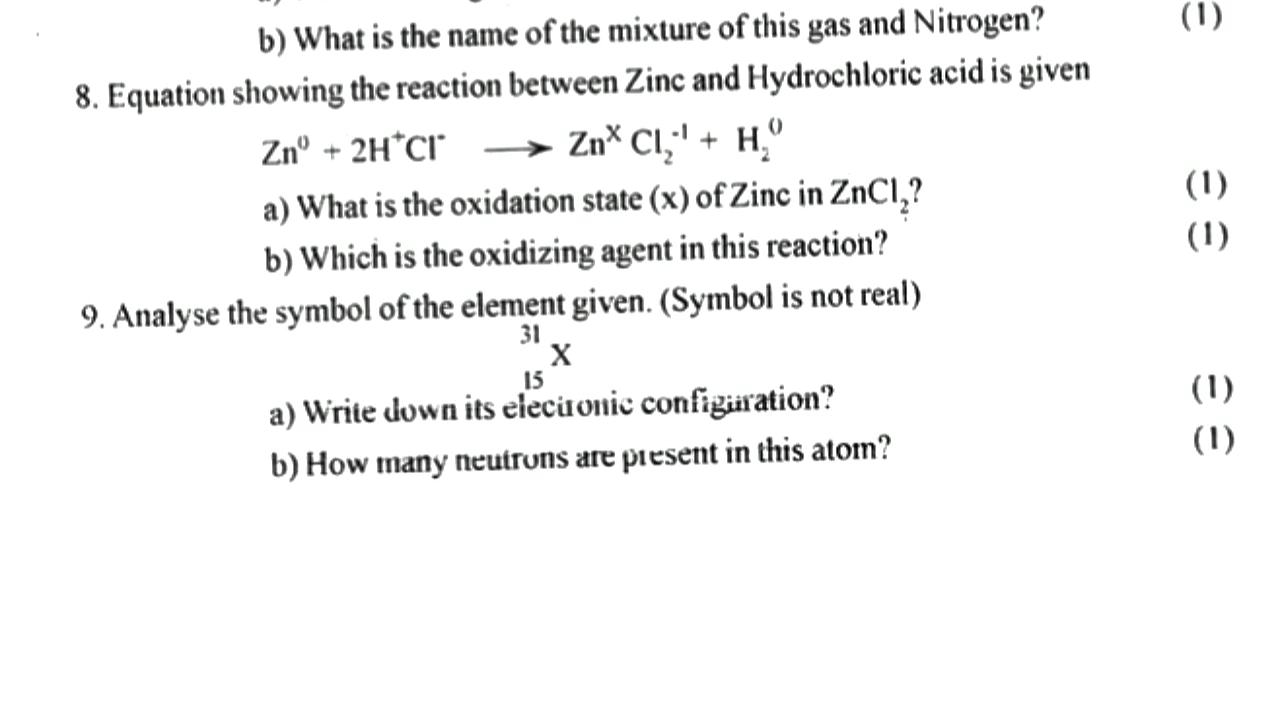 b) What is the name of the mixture of this gas and Nitrogen? (1)
8. Equation showing the reaction between Zinc and Hydrochloric acid is given
Zn⁰ + 2H⁺Cl⁻ ⟶ Znˣ Cl₂⁻¹ + H₂⁰
a) What is the oxidation state (x) of Zinc in ZnCl₂? (1)
b) Which is the oxidizing agent in this reaction? (1)
9. Analyse the symbol of the element given. (Symbol is not real)
31
X
15
a) Write down its electronic configuration? (1)
b) How many neutrons are present in this atom? (1)